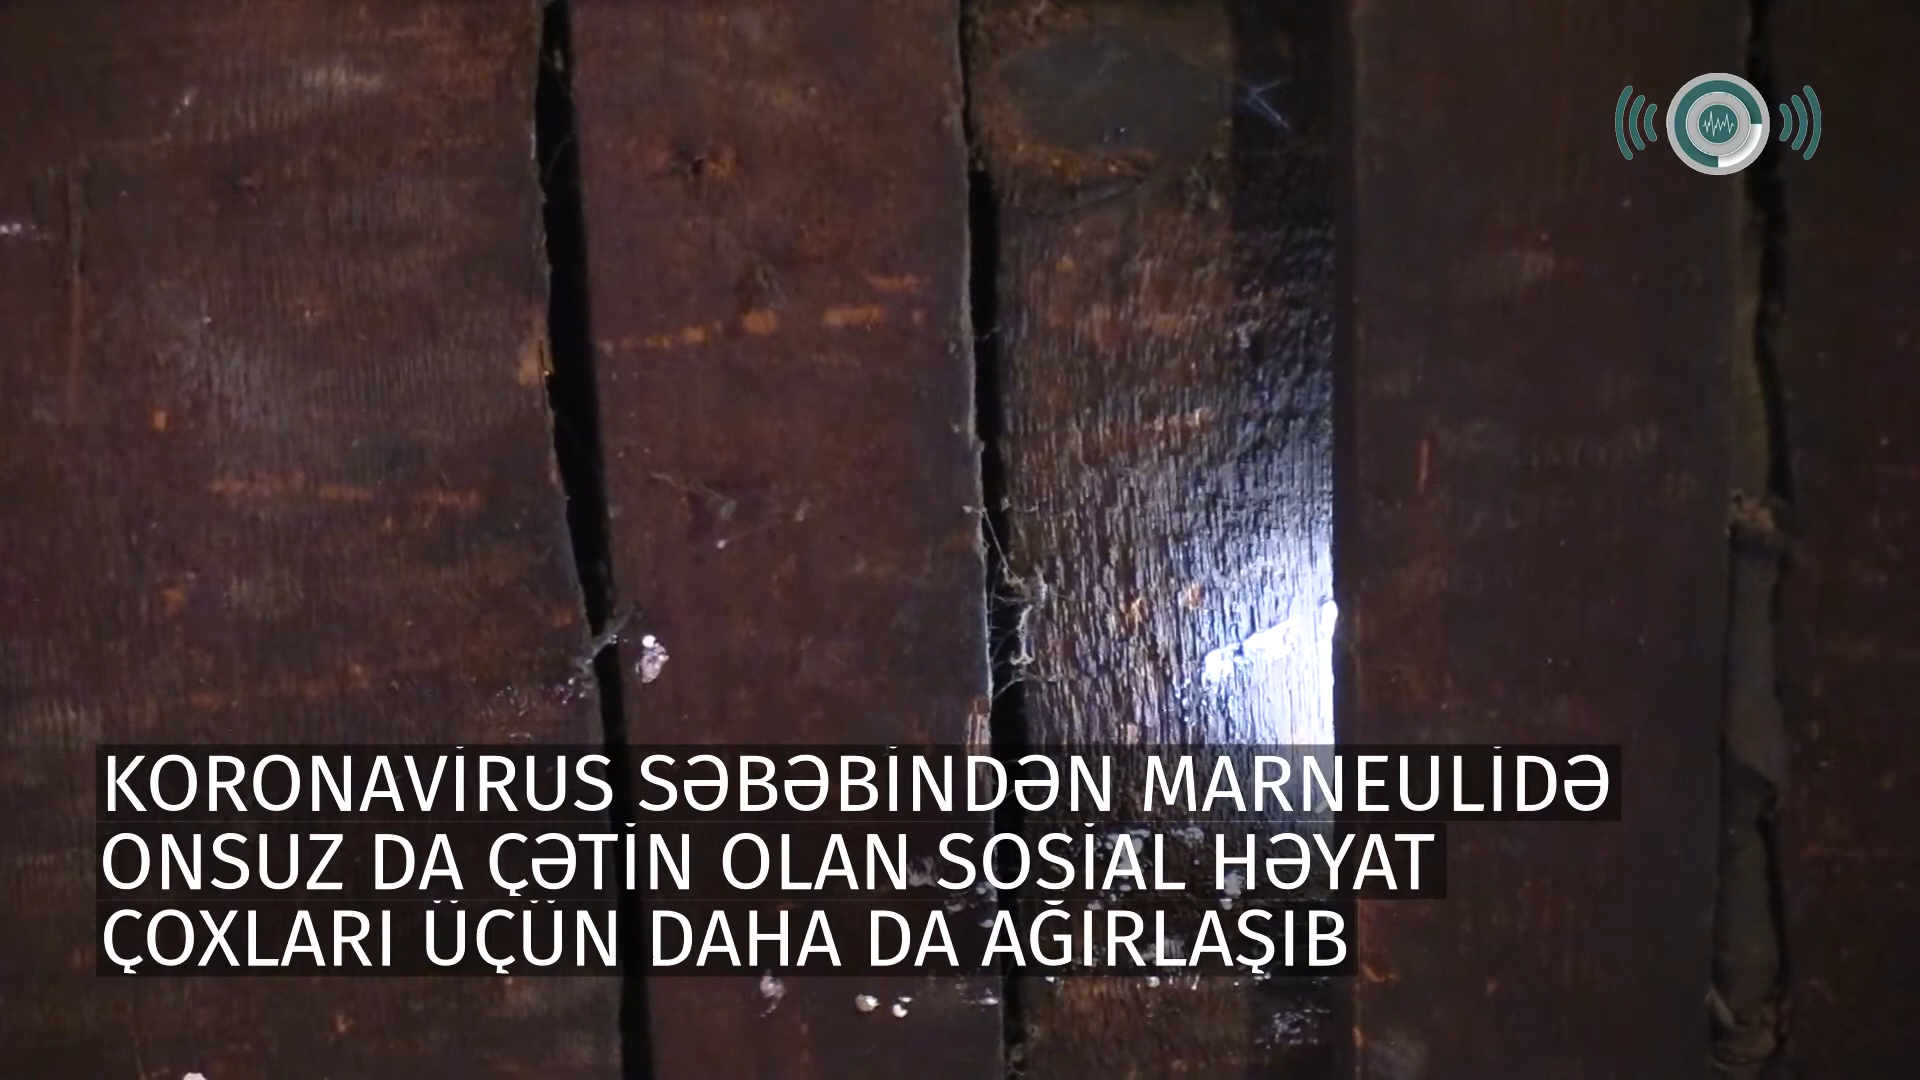 KORONAVİRUS SƏBƏBİNDƏN MARNEULİDƏ
ONSUZ DA ÇƏTİN OLAN SOSİAL HƏYAT
ÇOXLARI ÜÇÜN DAHA DA AĞIRLAŞIB